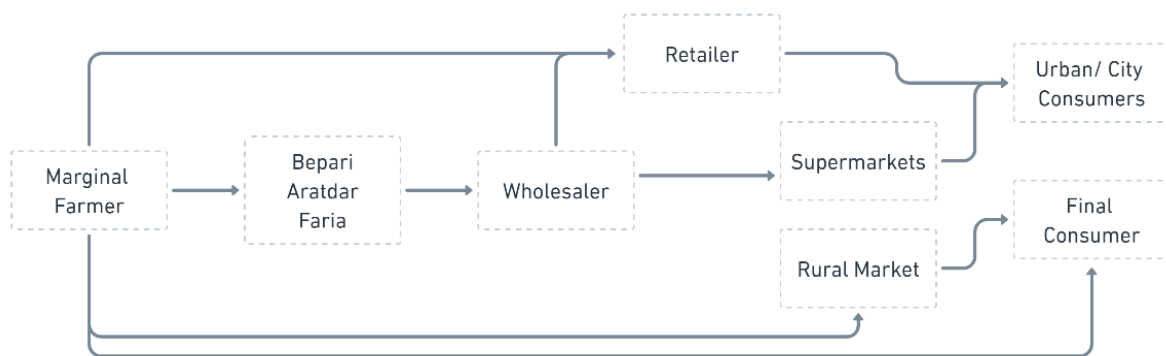 Marginal
Farmer
Bepari
Aratdar
Faria
Wholesaler
Retailer
Supermarkets
Rural Market
Urban/ City
Consumers
Final
Consumer